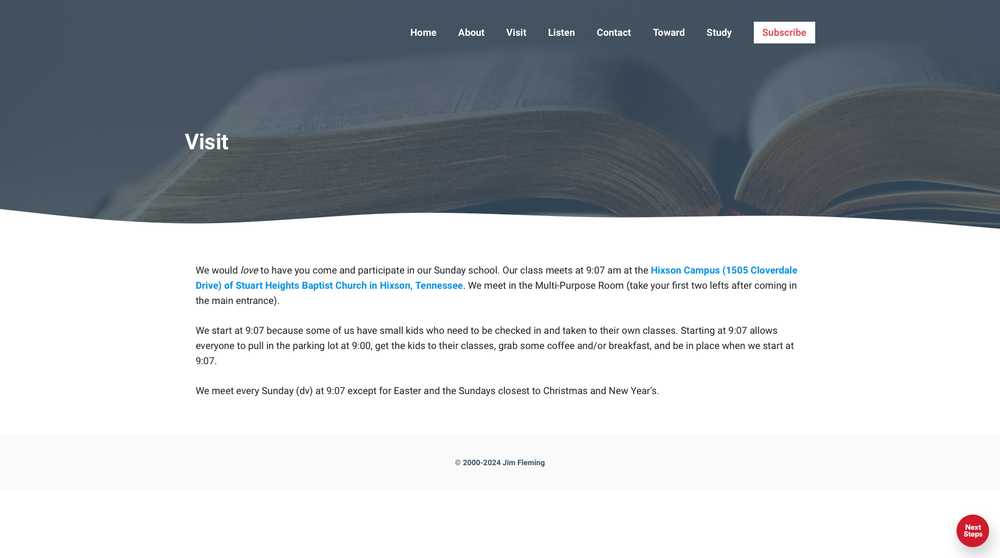 Home About Visit Listen Contact Toward Study Subscribe
Visit
We would love to have you come and participate in our Sunday school. Our class meets at 9:07 am at the Hixson Campus (1505 Cloverdale
Drive) of Stuart Heights Baptist Church in Hixson, Tennessee. We meet in the Multi-Purpose Room (take your first two lefts after coming in
the main entrance).
We start at 9:07 because some of us have small kids who need to be checked in and taken to their own classes. Starting at 9:07 allows
everyone to pull in the parking lot at 9:00, get the kids to their classes, grab some coffee and/or breakfast, and be in place when we start at
9:07.
We meet every Sunday (dv) at 9:07 except for Easter and the Sundays closest to Christmas and New Year’s.
© 2000-2024 Jim Fleming
Next
Steps